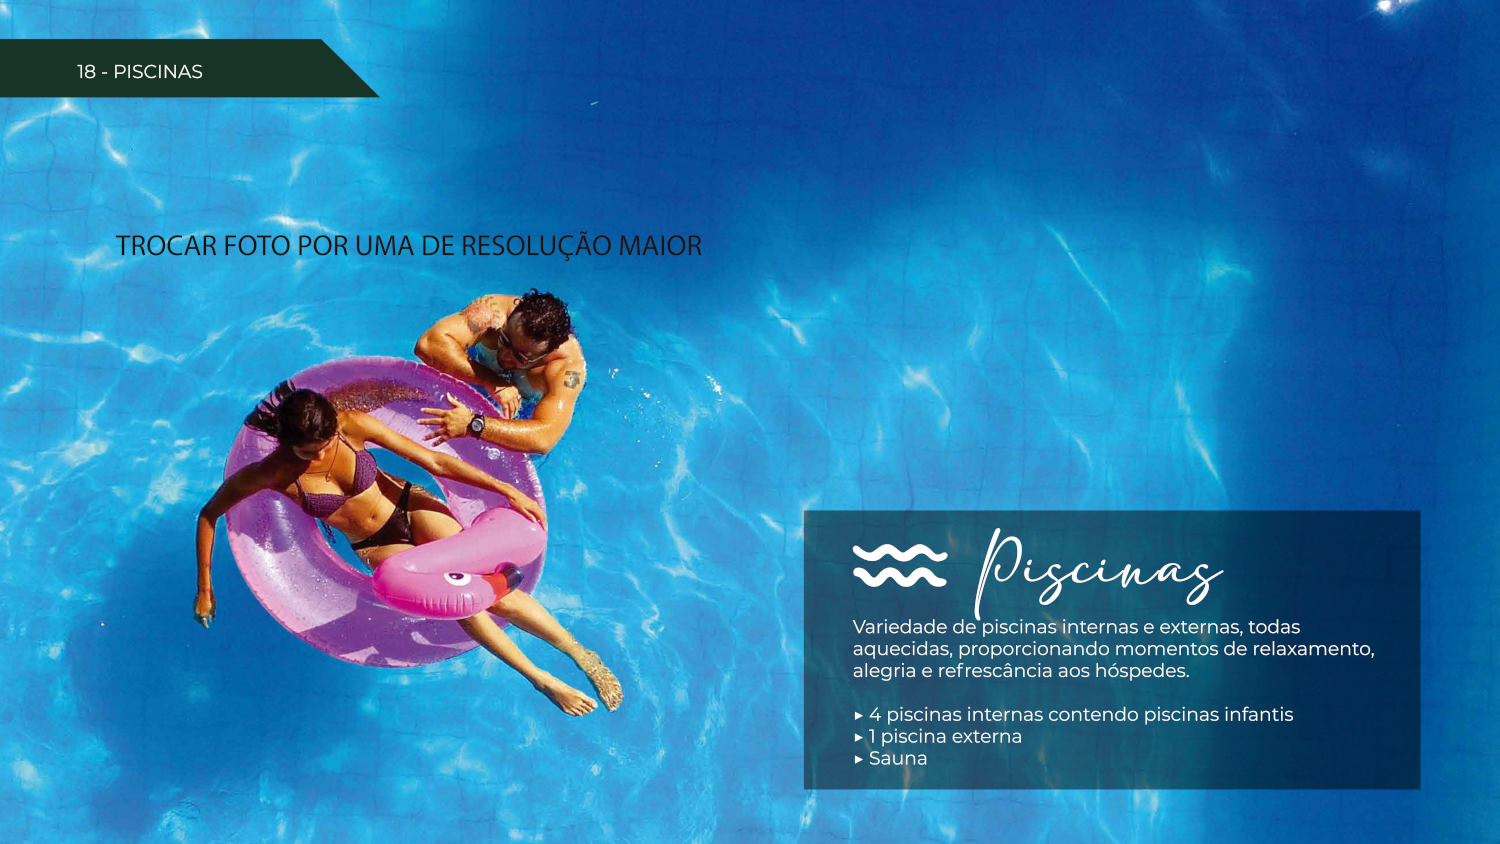 18 - PISCINAS
TROCAR FOTO POR UMA DE RESOLUÇÃO MAIOR
Piscinas
Variedade de piscinas internas e externas, todas
aquecidas, proporcionando momentos de relaxamento,
alegria e refrescância aos hóspedes.
▸ 4 piscinas internas contendo piscinas infantis
▸ 1 piscina externa
▸ Sauna